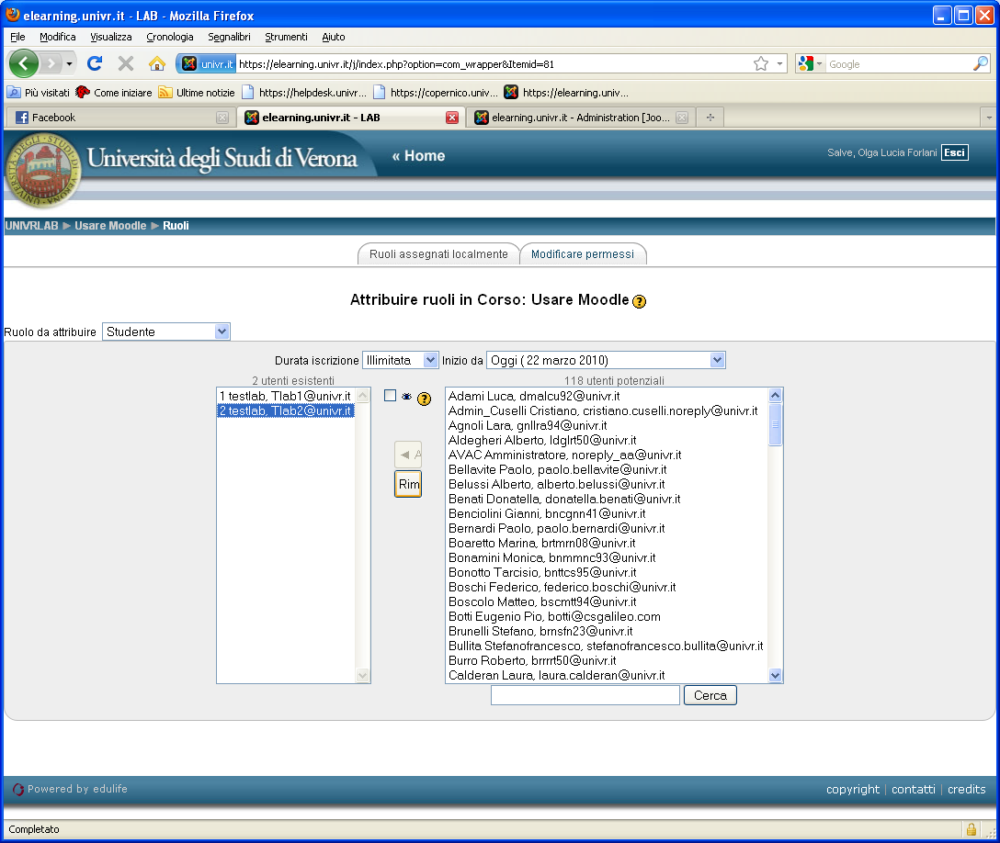 elearning.univr.it - LAB - Mozilla Firefox
File Modifica Visualizza Cronologia Segnalibri Strumenti Aiuto
univr.it https://elearning.univr.it/j/index.php?option=com_wrapper&Itemid=81 Google
Più visitati Come iniziare Ultime notizie https://helpdesk.univr... https://copernico.univ... https://elearning.univ...
Facebook elearning.univr.it - LAB elearning.univr.it - Administration [Joo...
Università degli Studi di Verona « Home Salve, Olga Lucia Forlani Esci
UNIVRLAB ► Usare Moodle ► Ruoli
Ruoli assegnati localmente Modificare permessi
Attribuire ruoli in Corso: Usare Moodle ?
Ruolo da attribuire Studente
Durata iscrizione Illimitata Inizio da Oggi ( 22 marzo 2010)
2 utenti esistenti 118 utenti potenziali
1 testlab, Tlab1@univr.it
2 testlab, Tlab2@univr.it
?
◄ A
Rim
Adami Luca, dmalcu92@univr.it
Admin_Cuselli Cristiano, cristiano.cuselli.noreply@univr.it
Agnoli Lara, gnllra94@univr.it
Aldegheri Alberto, ldglrt50@univr.it
AVAC Amministratore, noreply_aa@univr.it
Bellavite Paolo, paolo.bellavite@univr.it
Belussi Alberto, alberto.belussi@univr.it
Benati Donatella, donatella.benati@univr.it
Benciolini Gianni, bncgnn41@univr.it
Bernardi Paolo, paolo.bernardi@univr.it
Boaretto Marina, brtmrn08@univr.it
Bonamini Monica, bnmmnc93@univr.it
Bonotto Tarcisio, bnttcs95@univr.it
Boschi Federico, federico.boschi@univr.it
Boscolo Matteo, bscmtt94@univr.it
Botti Eugenio Pio, botti@csgalileo.com
Brunelli Stefano, brnsfn23@univr.it
Bullita Stefanofrancesco, stefanofrancesco.bullita@univr.it
Burro Roberto, brrrrt50@univr.it
Calderan Laura, laura.calderan@univr.it
Cerca
Powered by edulife copyright | contatti | credits
Completato